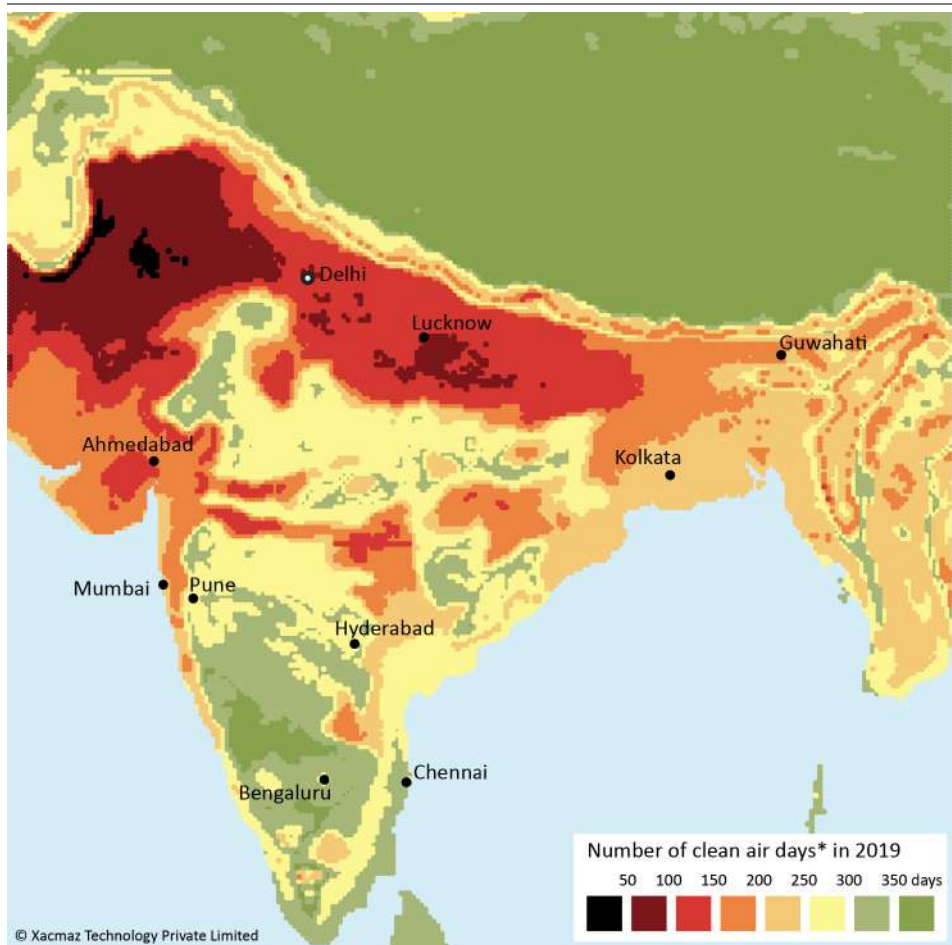 Delhi
Lucknow
Guwahati
Ahmedabad
Kolkata
Mumbai
Pune
Hyderabad
Chennai
Bengaluru
Number of clean air days* in 2019
50 100 150 200 250 300 350 days
© Xacmaz Technology Private Limited